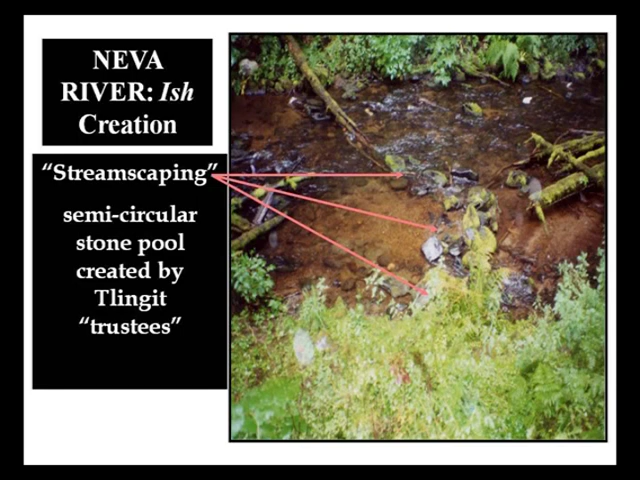 NEVA
RIVER: Ish
Creation
“Streamscaping”
semi-circular
stone pool
created by
Tlingit
“trustees”